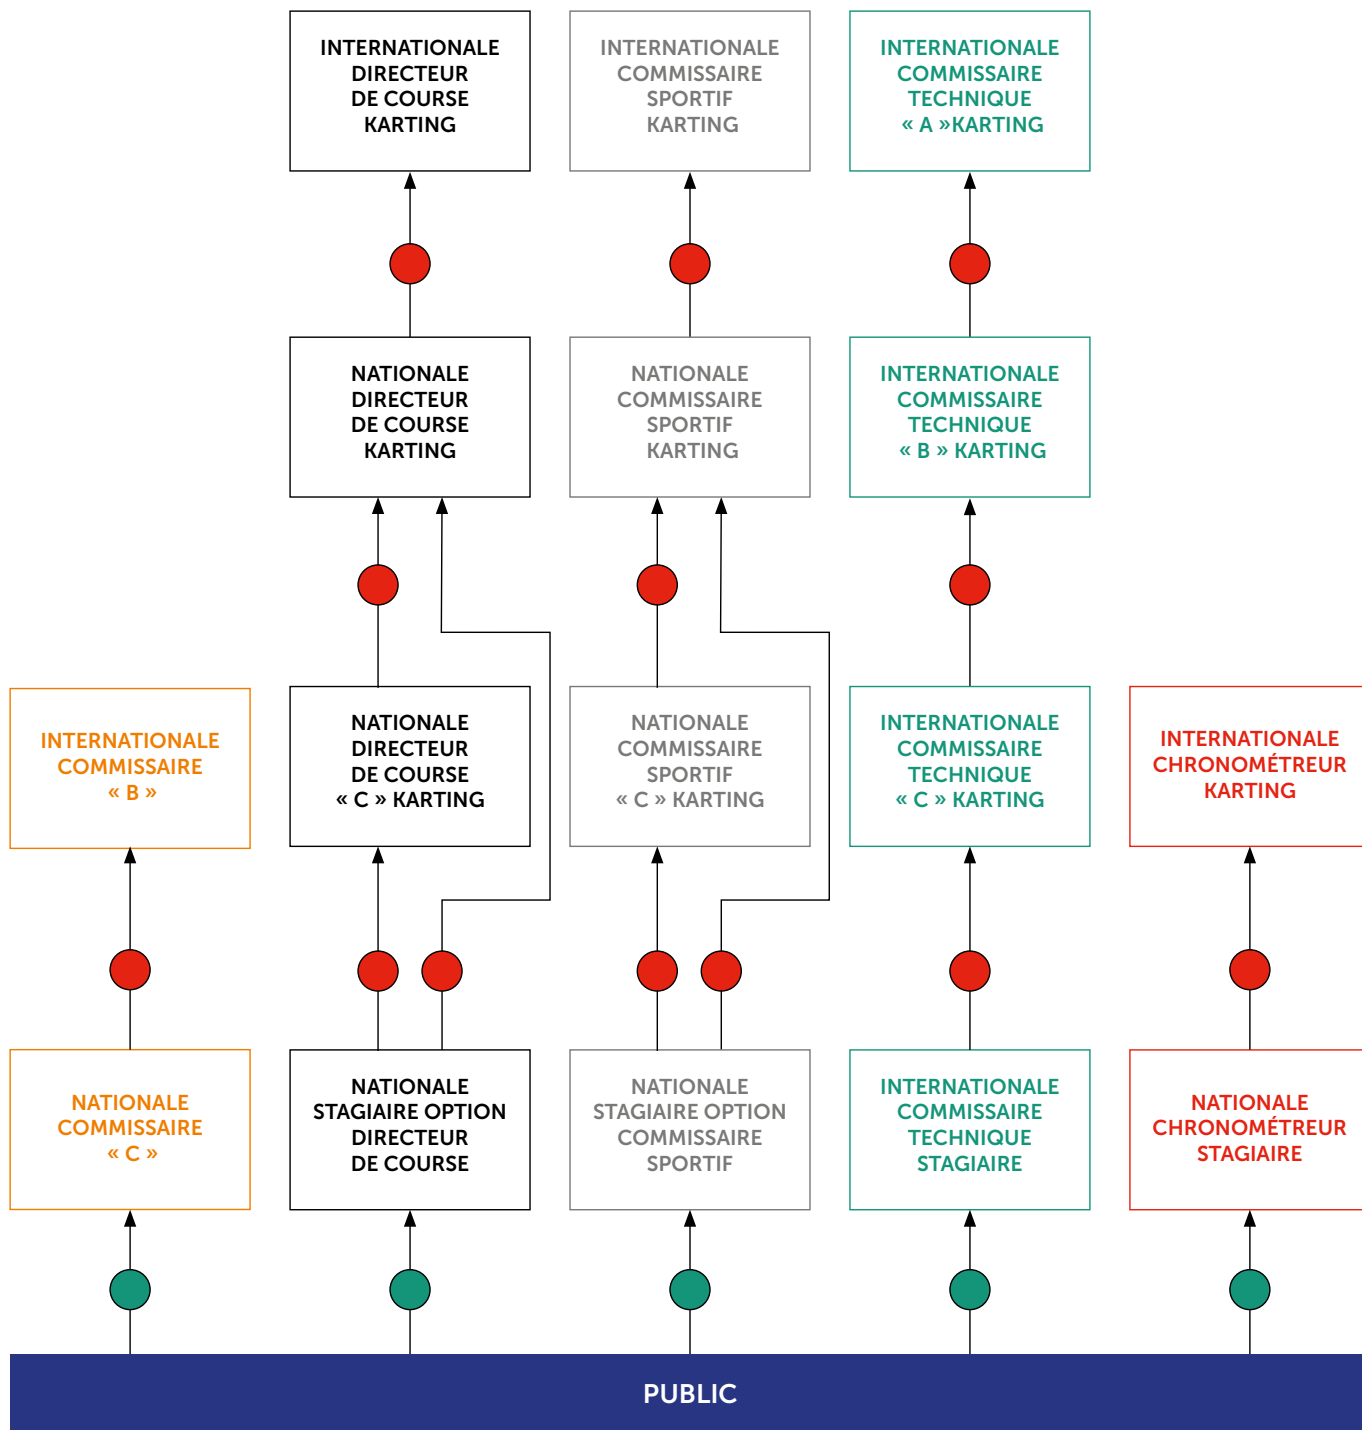 INTERNATIONALE
DIRECTEUR
DE COURSE
KARTING
INTERNATIONALE
COMMISSAIRE
SPORTIF
KARTING
INTERNATIONALE
COMMISSAIRE
TECHNIQUE
« A »KARTING
NATIONALE
DIRECTEUR
DE COURSE
KARTING
NATIONALE
COMMISSAIRE
SPORTIF
KARTING
INTERNATIONALE
COMMISSAIRE
TECHNIQUE
« B » KARTING
INTERNATIONALE
COMMISSAIRE
« B »
NATIONALE
DIRECTEUR
DE COURSE
« C » KARTING
NATIONALE
COMMISSAIRE
SPORTIF
« C » KARTING
INTERNATIONALE
COMMISSAIRE
TECHNIQUE
« C » KARTING
INTERNATIONALE
CHRONOMÉTREUR
KARTING
NATIONALE
COMMISSAIRE
« C »
NATIONALE
STAGIAIRE OPTION
DIRECTEUR
DE COURSE
NATIONALE
STAGIAIRE OPTION
COMMISSAIRE
SPORTIF
INTERNATIONALE
COMMISSAIRE
TECHNIQUE
STAGIAIRE
NATIONALE
CHRONOMÉTREUR
STAGIAIRE
PUBLIC